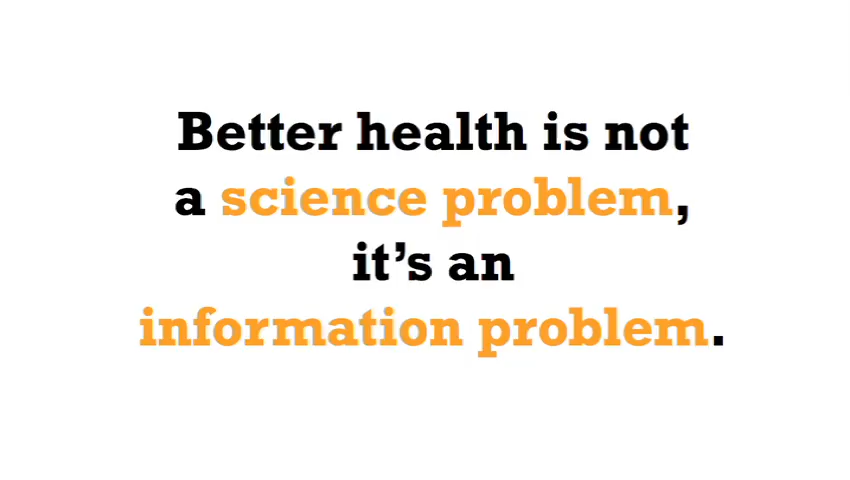 Better health is not
a science problem,
it’s an
information problem.